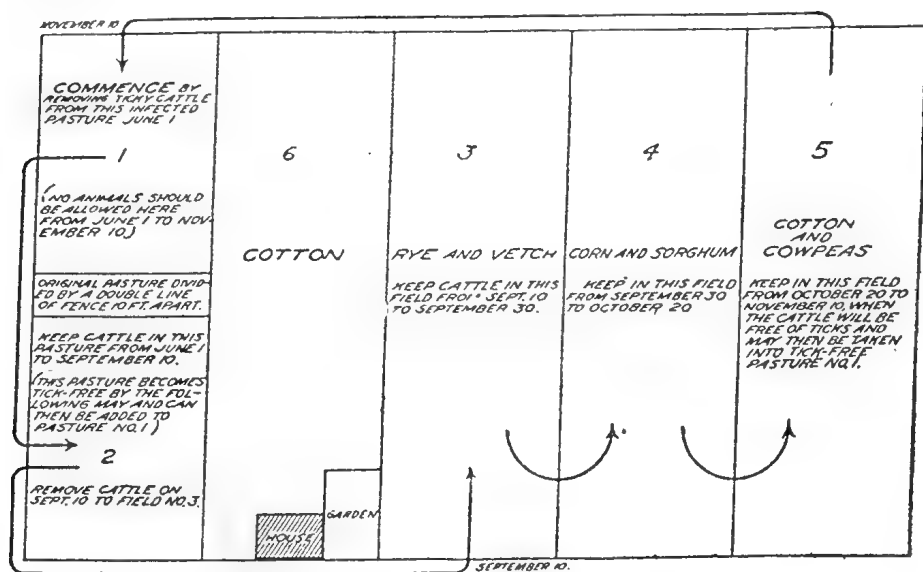 NOVEMBER 10
COMMENCE BY
REMOVING TICKY CATTLE
FROM THIS INFECTED
PASTURE JUNE 1
1
(NO ANIMALS SHOULD
BE ALLOWED HERE
FROM JUNE 1 TO NOV-
EMBER 10.)
ORIGINAL PASTURE DIVID-
ED BY A DOUBLE LINE
OF FENCE 10 FT. APART.
KEEP CATTLE IN THIS
PASTURE FROM JUNE 1
TO SEPTEMBER 10.
(THIS PASTURE BECOMES
TICK-FREE BY THE FOL-
LOWING MAY AND CAN
THEN BE ADDED TO
PASTURE NO. 1)
2
REMOVE CATTLE ON
SEPT. 10 TO FIELD NO. 3.
6
COTTON
HOUSE
GARDEN
3
RYE AND VETCH
KEEP CATTLE IN THIS
FIELD FROM SEPT. 10
TO SEPTEMBER 30.
4
CORN AND SORGHUM
KEEP IN THIS FIELD
FROM SEPTEMBER 30
TO OCTOBER 20
5
COTTON
AND
COWPEAS
KEEP IN THIS FIELD
FROM OCTOBER 20 TO
NOVEMBER 10, WHEN
THE CATTLE WILL BE
FREE OF TICKS AND
MAY THEN BE TAKEN
INTO TICK-FREE
PASTURE NO. 1.
SEPTEMBER 10.